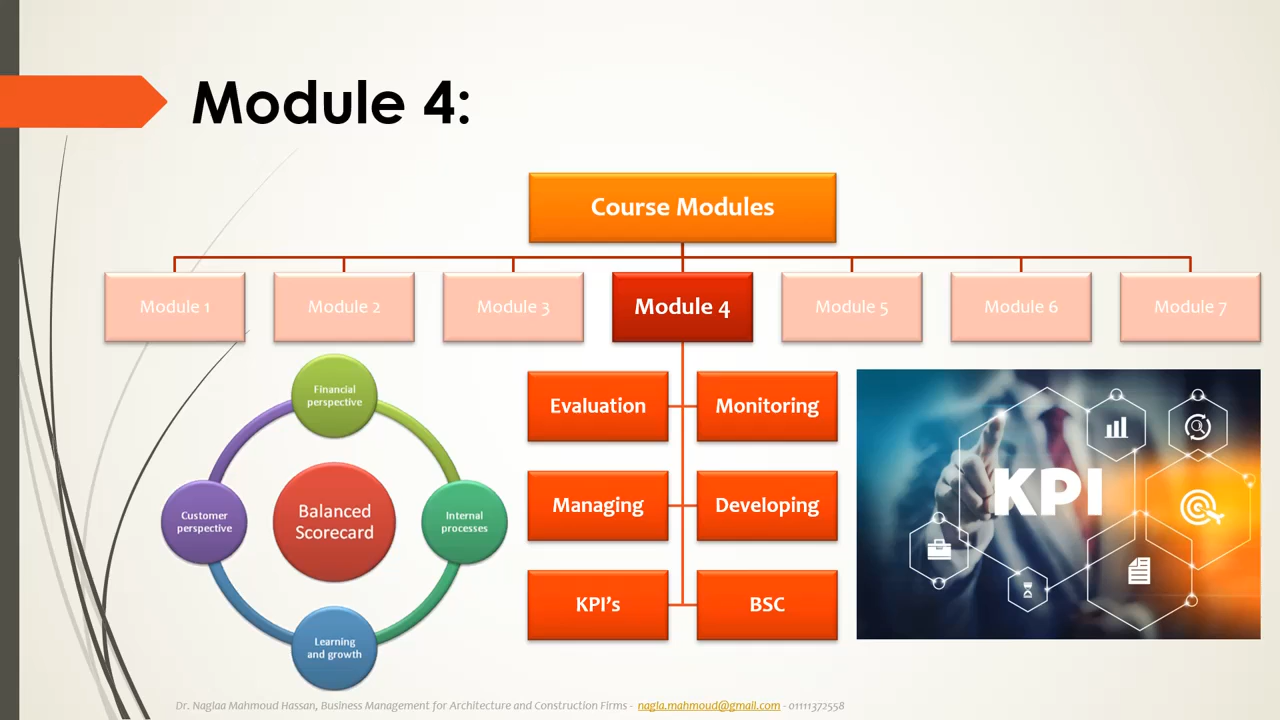 Module 4:
Course Modules
Module 1
Module 2
Module 3
Module 4
Module 5
Module 6
Module 7
Financial
perspective
Customer
perspective
Balanced
Scorecard
Internal
processes
Learning
and growth
Evaluation
Monitoring
Managing
Developing
KPI’s
BSC
KPI
Dr. Naglaa Mahmoud Hassan, Business Management for Architecture and Construction Firms - nagla.mahmoud@gmail.com - 01111372558